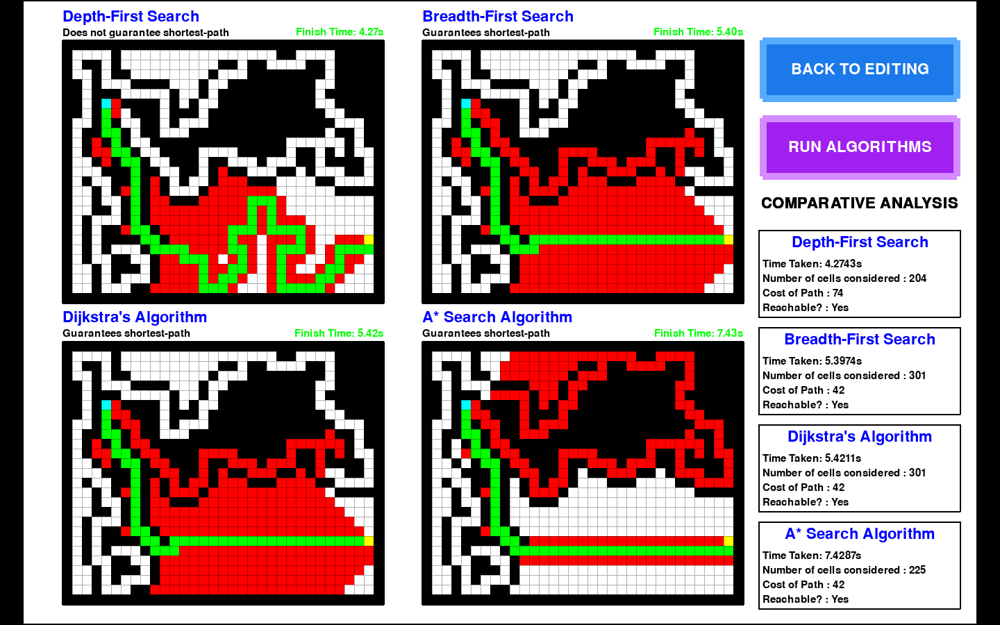 Depth-First Search
Does not guarantee shortest-path
Finish Time: 4.27s
Breadth-First Search
Guarantees shortest-path
Finish Time: 5.40s
Dijkstra's Algorithm
Guarantees shortest-path
Finish Time: 5.42s
A* Search Algorithm
Guarantees shortest-path
Finish Time: 7.43s
BACK TO EDITING
RUN ALGORITHMS
COMPARATIVE ANALYSIS
Depth-First Search
Time Taken: 4.2743s
Number of cells considered : 204
Cost of Path : 74
Reachable? : Yes
Breadth-First Search
Time Taken: 5.3974s
Number of cells considered : 301
Cost of Path : 42
Reachable? : Yes
Dijkstra's Algorithm
Time Taken: 5.4211s
Number of cells considered : 301
Cost of Path : 42
Reachable? : Yes
A* Search Algorithm
Time Taken: 7.4287s
Number of cells considered : 225
Cost of Path : 42
Reachable? : Yes